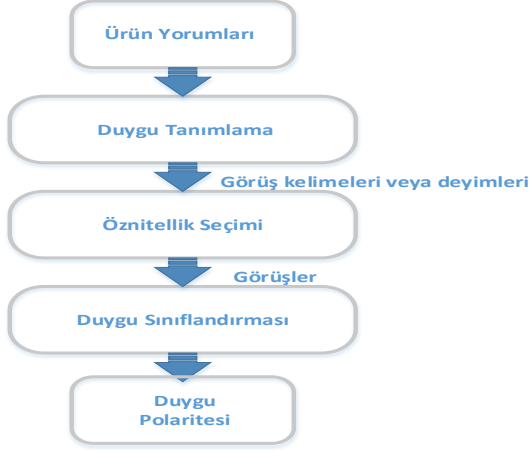 Ürün Yorumları
Duygu Tanımlama
Görüş kelimeleri veya deyimleri
Öznitellik Seçimi
Görüşler
Duygu Sınıflandırması
Duygu
Polaritesi